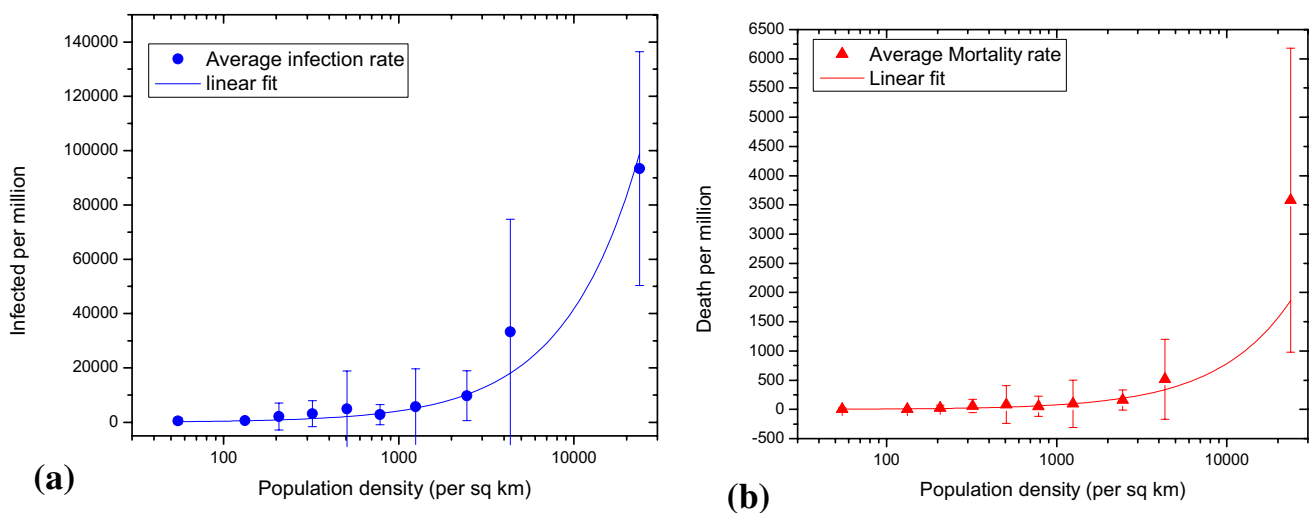 140000
120000
100000
80000
60000
40000
20000
0
Infected per million
Average infection rate
linear fit
100
1000
10000
Population density (per sq km)
(a)
6500
6000
5500
5000
4500
4000
3500
3000
2500
2000
1500
1000
500
0
-500
Death per million
Average Mortality rate
Linear fit
100
1000
10000
Population density (per sq km)
(b)